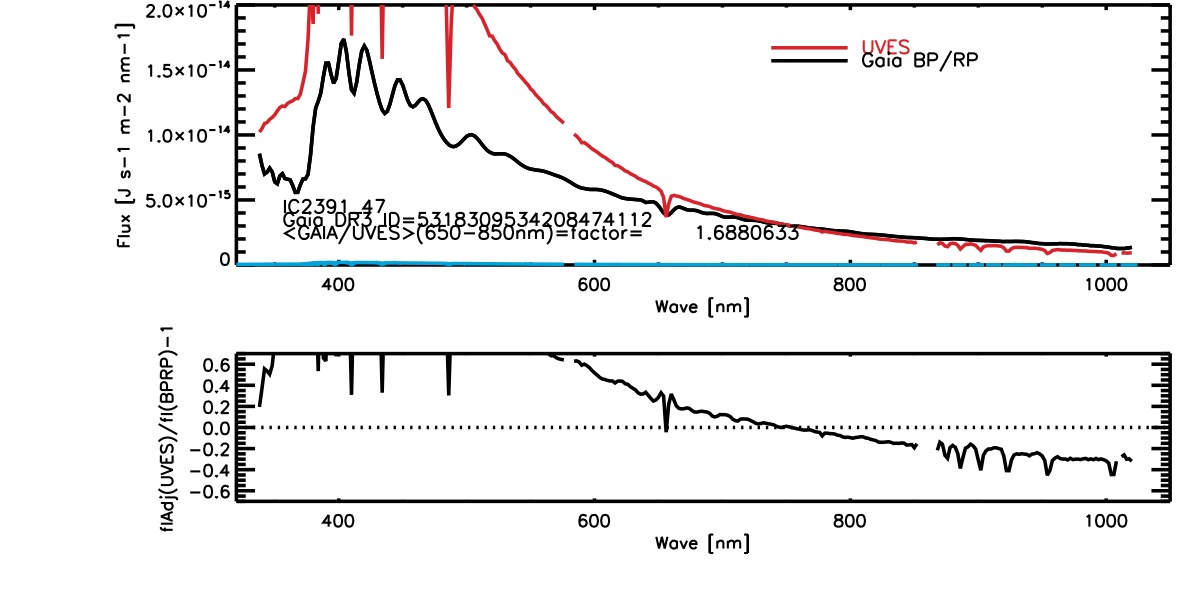 2.0×10⁻¹⁴
1.5×10⁻¹⁴
1.0×10⁻¹⁴
5.0×10⁻¹⁵
0
Flux [J s−1 m−2 nm−1]
UVES
Gaia BP/RP
IC2391_47
Gaia DR3 ID=5318309534208474112
<GAIA/UVES>(650−850nm)=factor= 1.6880633
400 600 800 1000
Wave [nm]
0.6
0.4
0.2
0.0
−0.2
−0.4
−0.6
flAdj(UVES)/fl(BPRP)−1
400 600 800 1000
Wave [nm]